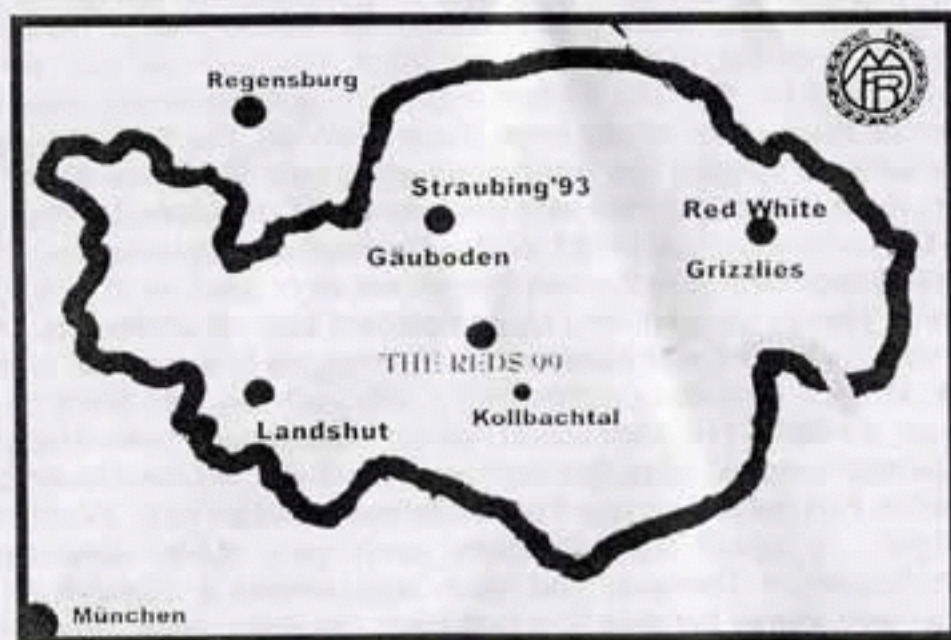 Regensburg
Straubing'93
Red White
Gäuboden
Grizzlies
THE REDS 99
Kollbachtal
Landshut
München